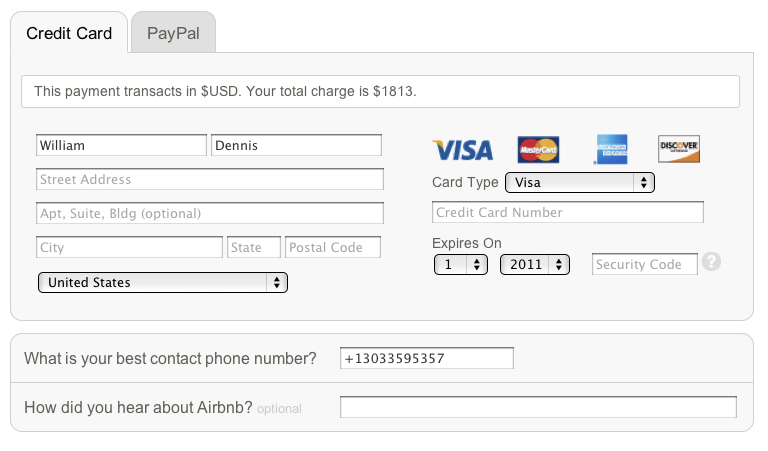 Credit Card PayPal
This payment transacts in $USD. Your total charge is $1813.
William Dennis
Street Address
Apt, Suite, Bldg (optional)
City State Postal Code
United States
VISA MasterCard AMERICAN EXPRESS DISCOVER
Card Type Visa
Credit Card Number
Expires On
1 2011 Security Code ?
What is your best contact phone number? +13033595357
How did you hear about Airbnb? optional